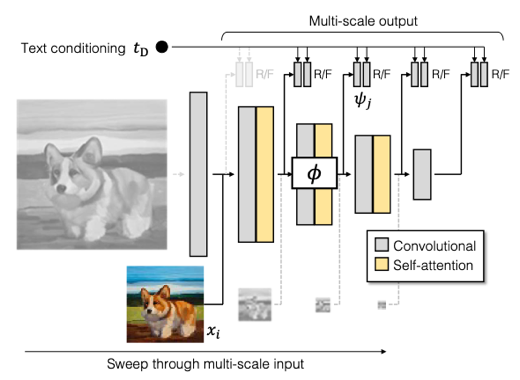 Multi-scale output
Text conditioning t_D
R/F R/F R/F R/F R/F
ψ_j
ϕ
Convolutional
Self-attention
x_i
Sweep through multi-scale input